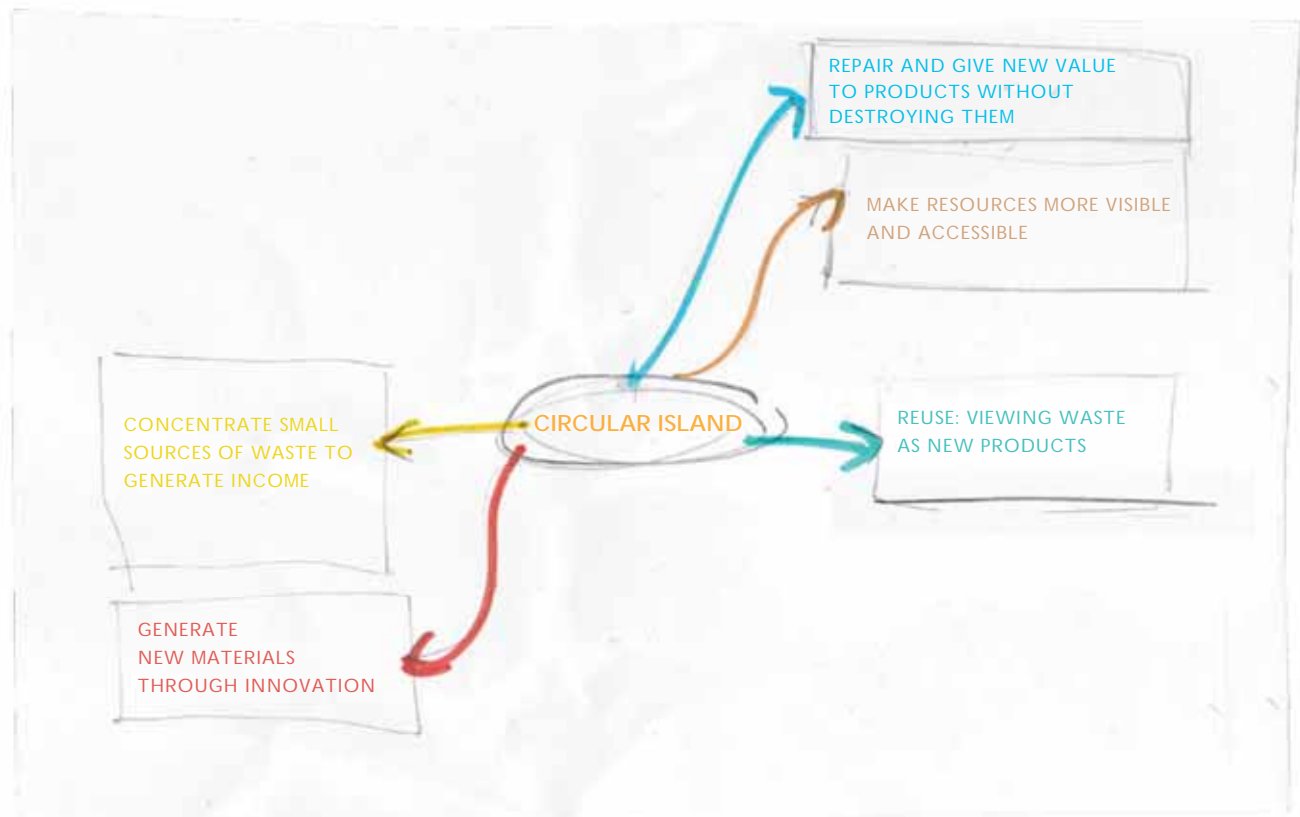 REPAIR AND GIVE NEW VALUE
TO PRODUCTS WITHOUT
DESTROYING THEM
MAKE RESOURCES MORE VISIBLE
AND ACCESSIBLE
CIRCULAR ISLAND
REUSE: VIEWING WASTE
AS NEW PRODUCTS
CONCENTRATE SMALL
SOURCES OF WASTE TO
GENERATE INCOME
GENERATE
NEW MATERIALS
THROUGH INNOVATION